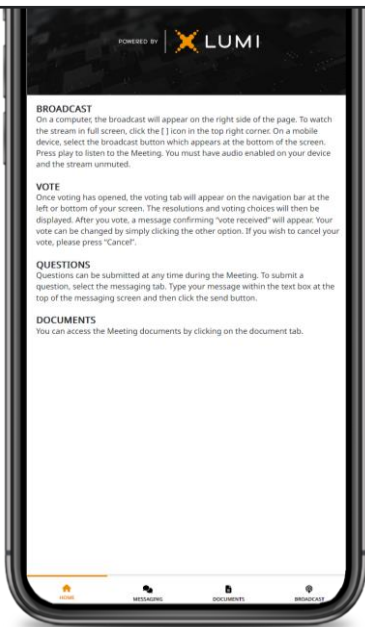 POWERED BY LUMI
BROADCAST
On a computer, the broadcast will appear on the right side of the page. To watch
the stream in full screen, click the [ ] icon in the top right corner. On a mobile
device, select the broadcast button which appears at the bottom of the screen.
Press play to listen to the Meeting. You must have audio enabled on your device
and the stream unmuted.
VOTE
Once voting has opened, the voting tab will appear on the navigation bar at the
left or bottom of your screen. The resolutions and voting choices will then be
displayed. After you vote, a message confirming "vote received" will appear. Your
vote can be changed by simply clicking the other option. If you wish to cancel your
vote, please press "Cancel".
QUESTIONS
Questions can be submitted at any time during the Meeting. To submit a
question, select the messaging tab. Type your message within the text box at the
top of the messaging screen and then click the send button.
DOCUMENTS
You can access the Meeting documents by clicking on the document tab.
HOME MESSAGING DOCUMENTS BROADCAST